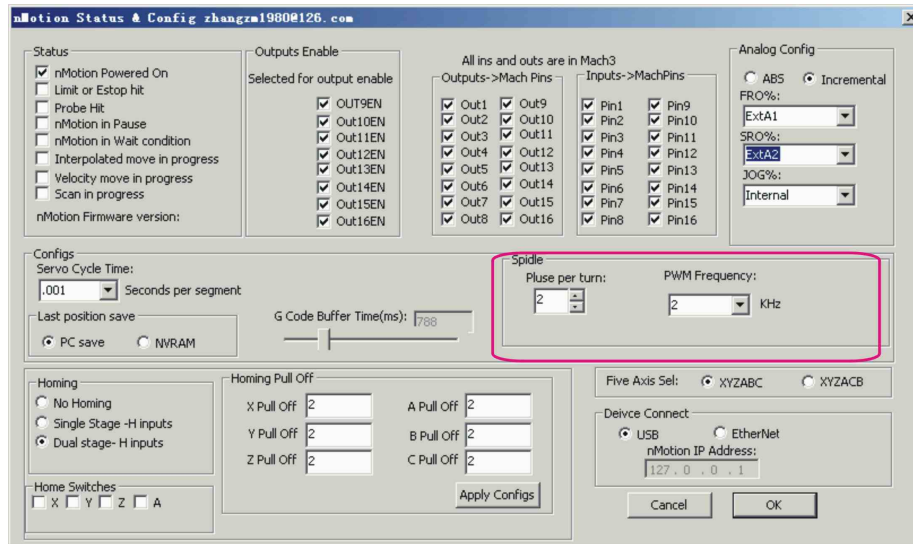 nMotion Status & Config zhangzm1980@126.com
Status
nMotion Powered On
Limit or Estop hit
Probe Hit
nMotion in Pause
nMotion in Wait condition
Interpolated move in progress
Velocity move in progress
Scan in progress
nMotion Firmware version:
Outputs Enable
Selected for output enable
OUT9EN
Out10EN
Out11EN
Out12EN
Out13EN
Out14EN
Out15EN
Out16EN
All ins and outs are in Mach3
Outputs->Mach Pins
Out1 Out9
Out2 Out10
Out3 Out11
Out4 Out12
Out5 Out13
Out6 Out14
Out7 Out15
Out8 Out16
Inputs->MachPins
Pin1 Pin9
Pin2 Pin10
Pin3 Pin11
Pin4 Pin12
Pin5 Pin13
Pin6 Pin14
Pin7 Pin15
Pin8 Pin16
Analog Config
ABS Incremental
FRO%:
ExtA1
SRO%:
ExtA2
JOG%:
Internal
Configs
Servo Cycle Time:
.001 Seconds per segment
Last position save
PC save NVRAM
G Code Buffer Time(ms): 788
Spidle
Pluse per turn: PWM Frequency:
2 2 KHz
Homing
No Homing
Single Stage -H inputs
Dual stage- H inputs
Home Switches
X Y Z A
Homing Pull Off
X Pull Off 2 A Pull Off 2
Y Pull Off 2 B Pull Off 2
Z Pull Off 2 C Pull Off 2
Apply Configs
Five Axis Sel: XYZABC XYZACB
Deivce Connect
USB EtherNet
nMotion IP Address:
127 . 0 . 0 . 1
Cancel OK